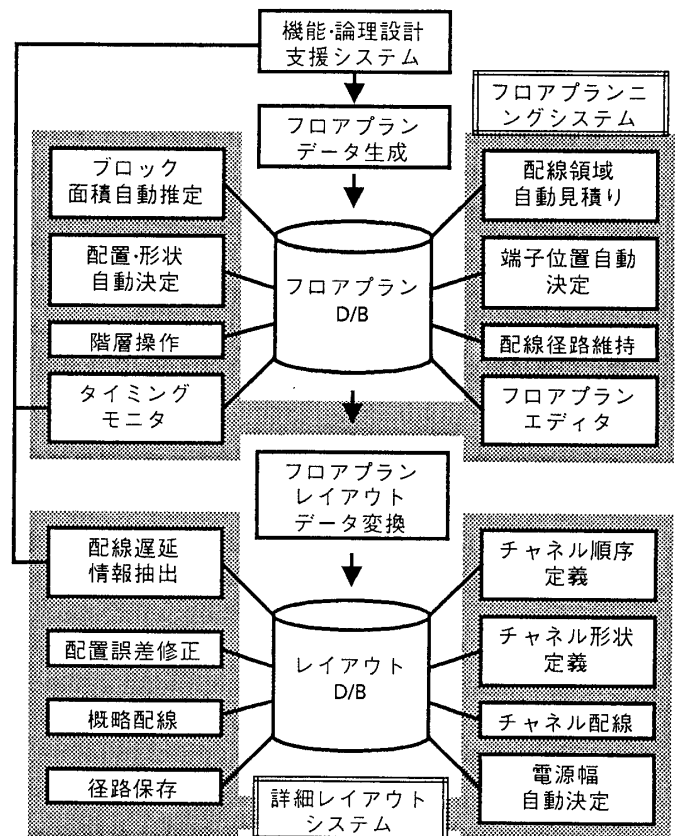 機能･論理設計
支援システム
フロアプラン
データ生成
フロアプランニ
ングシステム
ブロック
面積自動推定
配置･形状
自動決定
階層操作
タイミング
モニタ
フロアプラン
D/B
配線領域
自動見積り
端子位置自動
決定
配線径路維持
フロアプラン
エディタ
フロアプラン
レイアウト
データ変換
配線遅延
情報抽出
配置誤差修正
概略配線
径路保存
レイアウト
D/B
チャネル順序
定義
チャネル形状
定義
チャネル配線
電源幅
自動決定
詳細レイアウト
システム